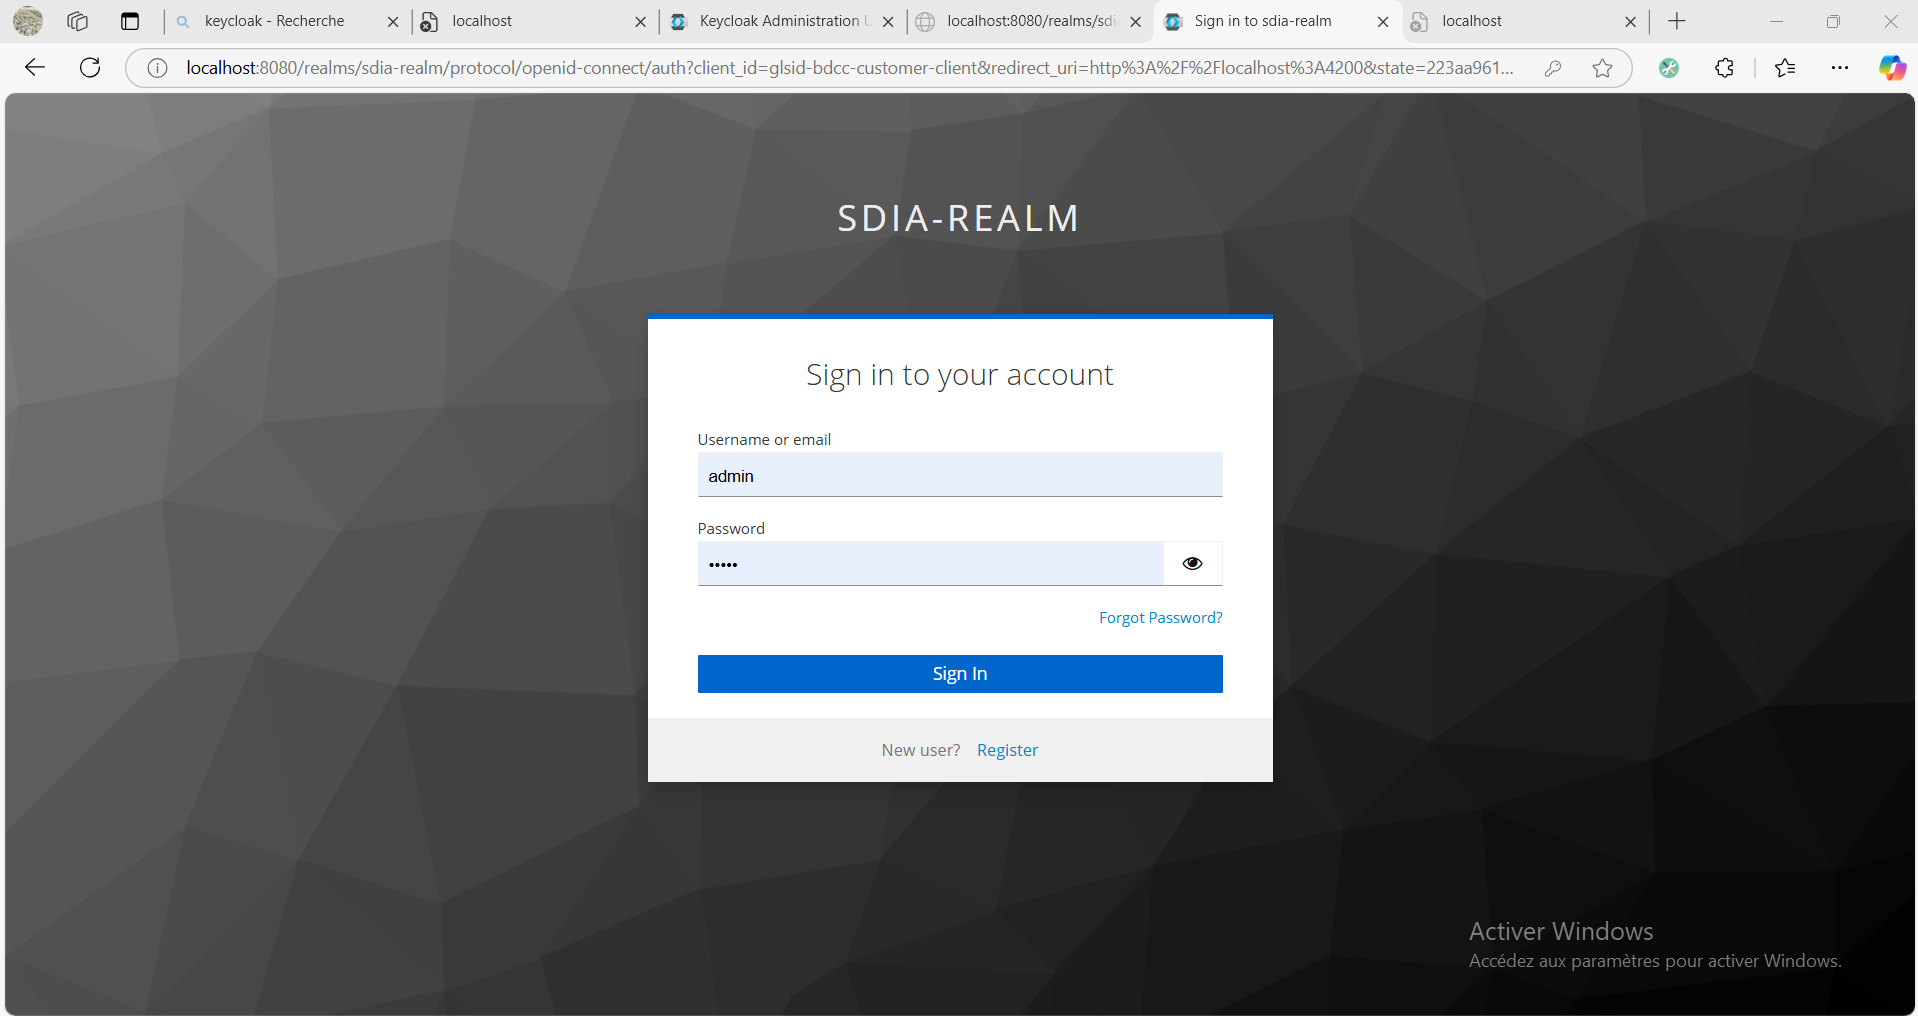 keycloak - Recherche
localhost
Keycloak Administration
localhost:8080/realms/sdi
Sign in to sdia-realm
localhost
localhost:8080/realms/sdia-realm/protocol/openid-connect/auth?client_id=glsid-bdcc-customer-client&redirect_uri=http%3A%2F%2Flocalhost%3A4200&state=223aa961...
SDIA-REALM
Sign in to your account
Username or email
admin
Password
•••••
Forgot Password?
Sign In
New user? Register
Activer Windows
Accédez aux paramètres pour activer Windows.